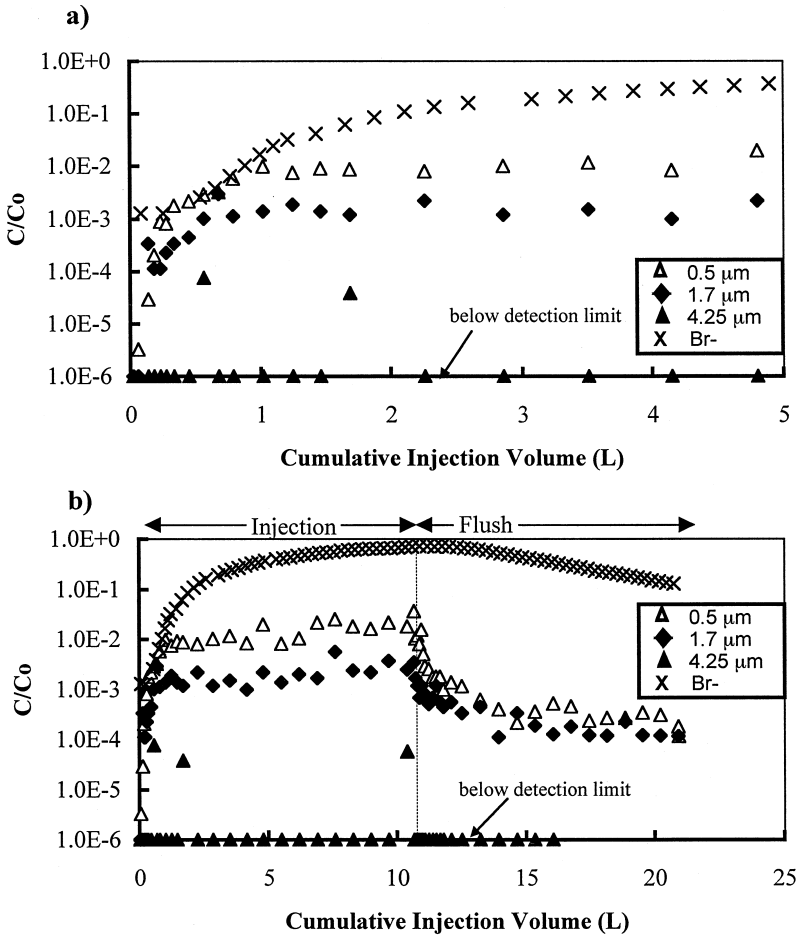 a)
1.0E+0
1.0E-1
1.0E-2
1.0E-3
1.0E-4
1.0E-5
1.0E-6
C/Co
0.5 µm
1.7 µm
4.25 µm
Br-
below detection limit
0 1 2 3 4 5
Cumulative Injection Volume (L)
b)
Injection Flush
1.0E+0
1.0E-1
1.0E-2
1.0E-3
1.0E-4
1.0E-5
1.0E-6
C/Co
0.5 µm
1.7 µm
4.25 µm
Br-
below detection limit
0 5 10 15 20 25
Cumulative Injection Volume (L)